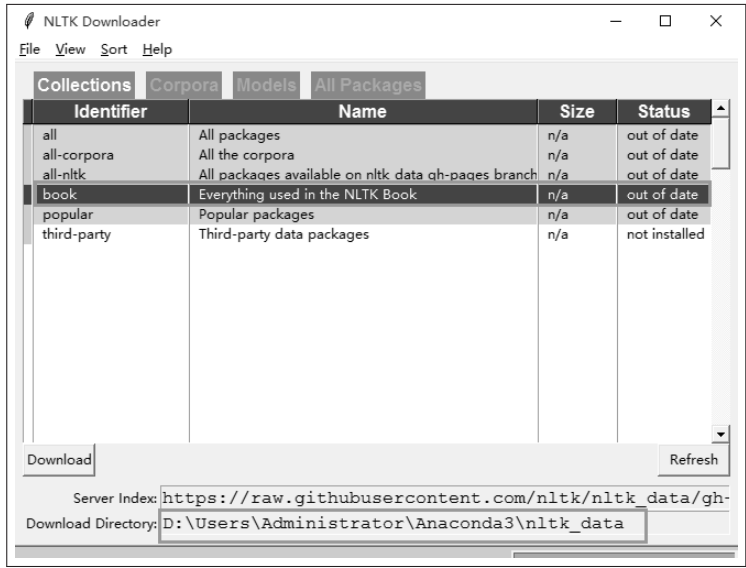 NLTK Downloader
File View Sort Help
Collections Corpora Models All Packages
Identifier Name Size Status
all All packages n/a out of date
all-corpora All the corpora n/a out of date
all-nltk All packages available on nltk_data gh-pages branch n/a out of date
book Everything used in the NLTK Book n/a out of date
popular Popular packages n/a out of date
third-party Third-party data packages n/a not installed
Download Refresh
Server Index: https://raw.githubusercontent.com/nltk/nltk_data/gh-
Download Directory: D:\Users\Administrator\Anaconda3\nltk_data